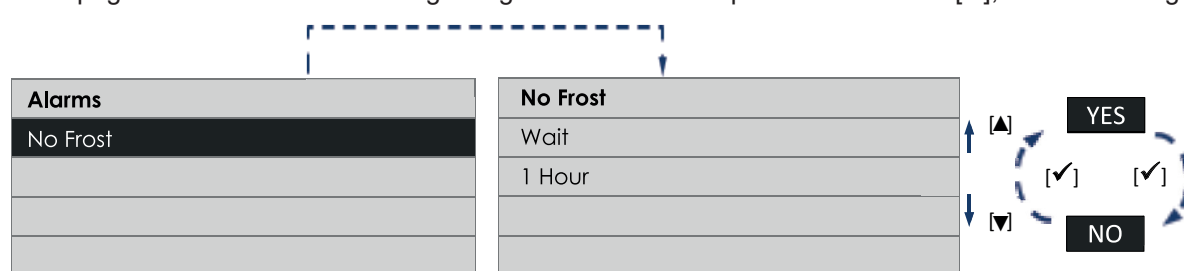 Alarms
No Frost
No Frost
Wait
1 Hour
[▲]
[▼]
YES
[✓] [✓]
NO